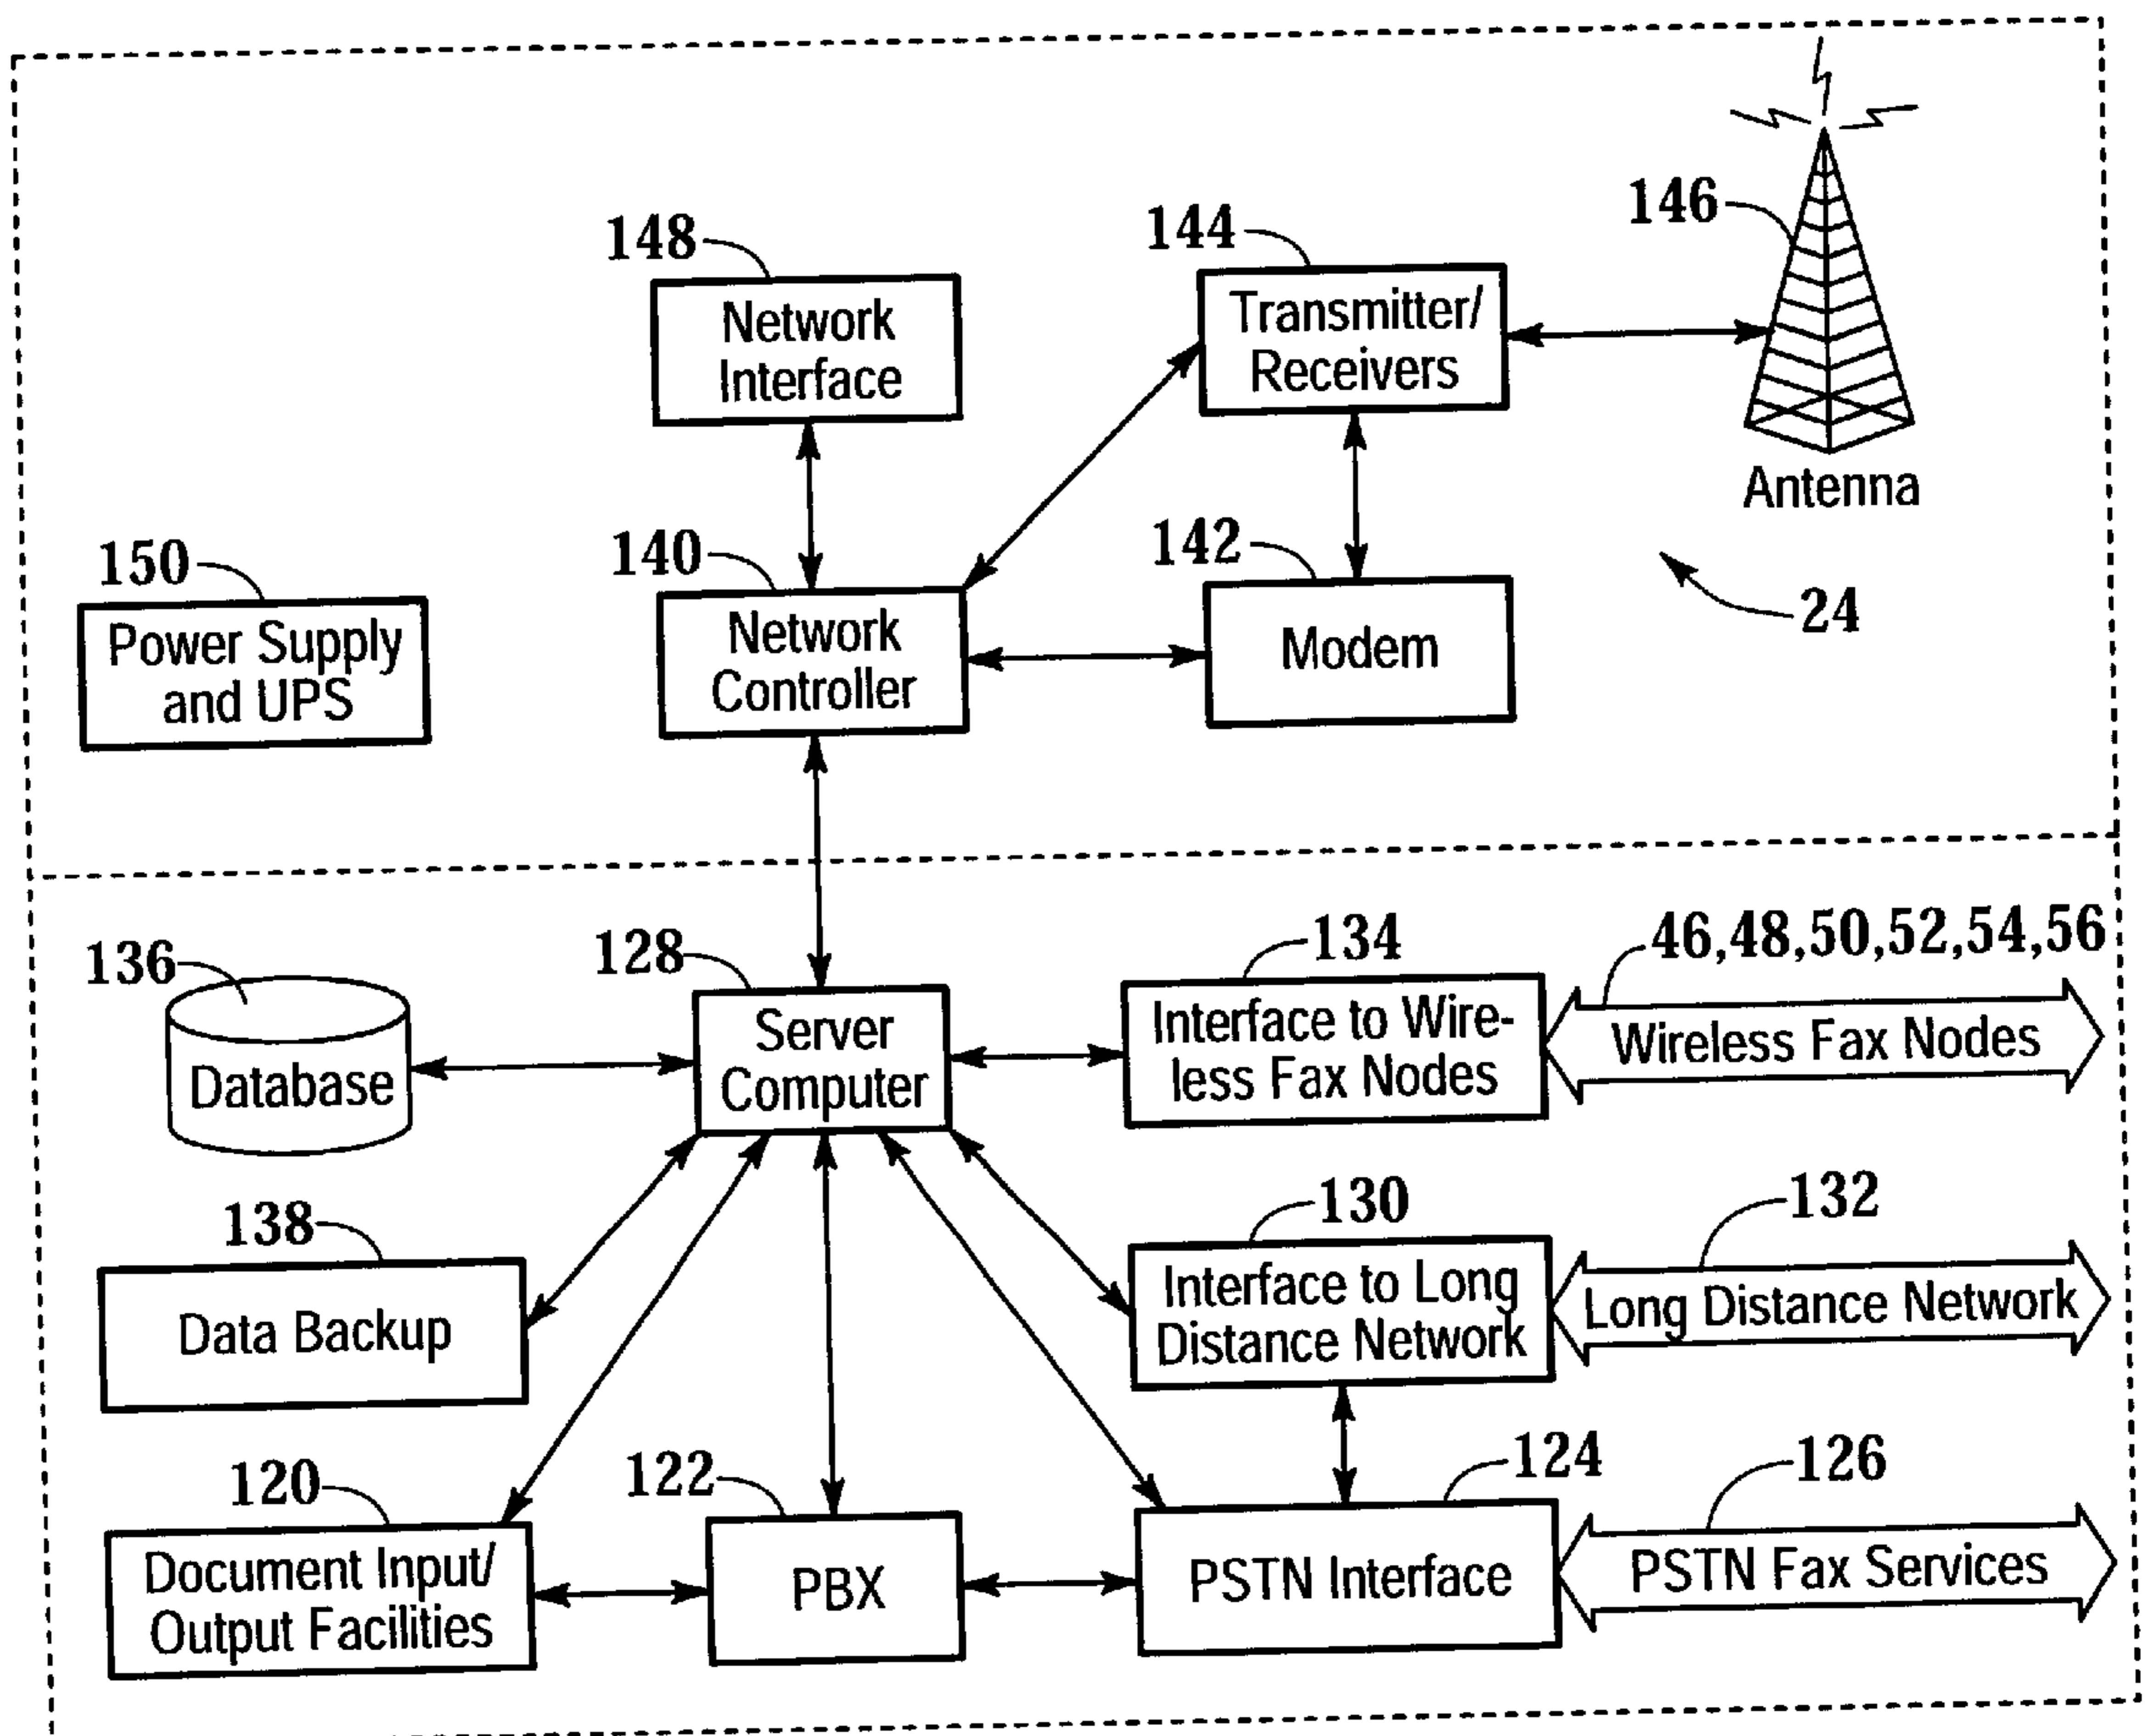 146
148
144
Network
Interface
Transmitter/
Receivers
Antenna
150
140
142
24
Power Supply
and UPS
Network
Controller
Modem
136
128
134
46,48,50,52,54,56
Database
Server
Computer
Interface to Wire-
less Fax Nodes
Wireless Fax Nodes
138
130
132
Data Backup
Interface to Long
Distance Network
Long Distance Network
120
122
124
126
Document Input/
Output Facilities
PBX
PSTN Interface
PSTN Fax Services